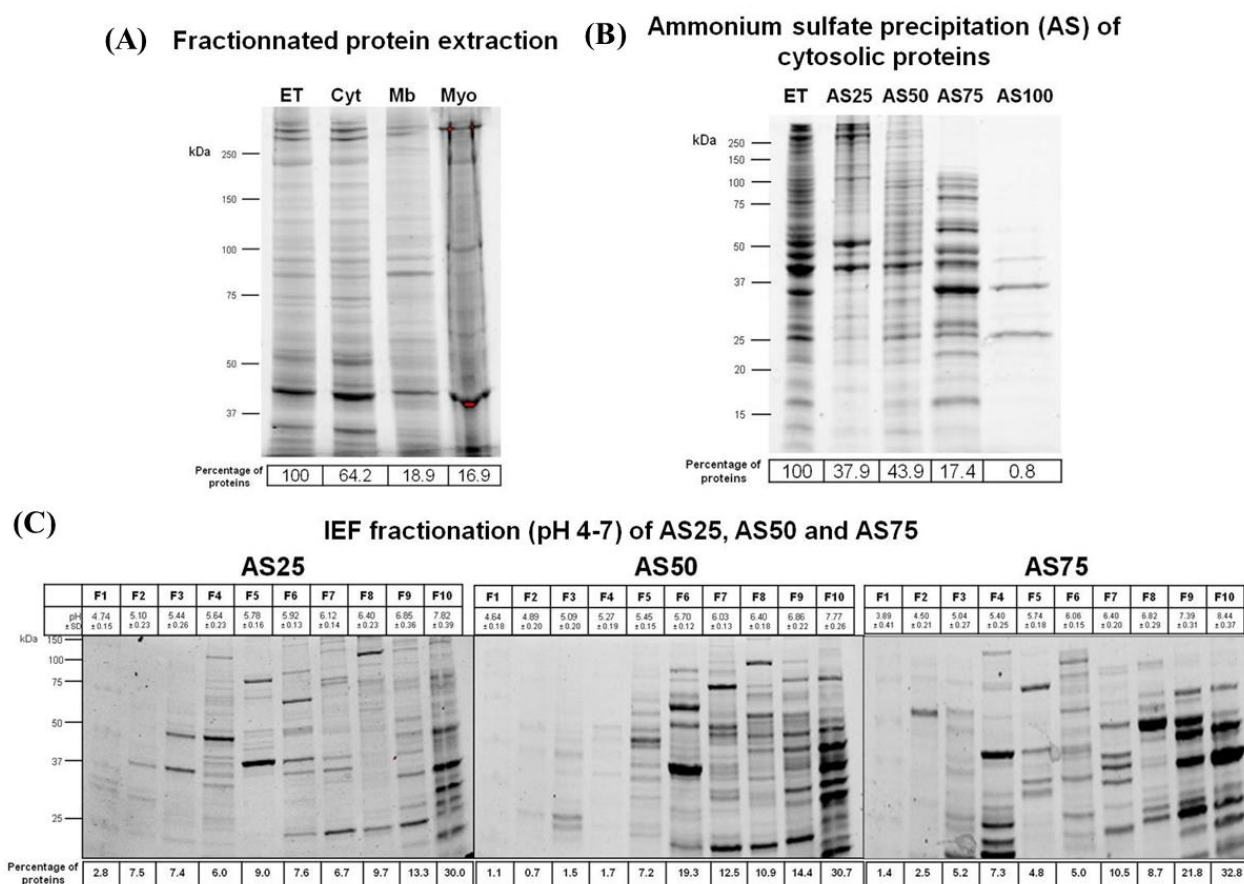 (A) Fractionnated protein extraction
ET Cyt Mb Myo
kDa
250
150
100
75
50
37
Percentage of proteins 100 64.2 18.9 16.9
(B) Ammonium sulfate precipitation (AS) of
cytosolic proteins
ET AS25 AS50 AS75 AS100
kDa
250
150
100
75
50
37
25
20
15
Percentage of proteins 100 37.9 43.9 17.4 0.8
(C) IEF fractionation (pH 4-7) of AS25, AS50 and AS75
AS25
F1 F2 F3 F4 F5 F6 F7 F8 F9 F10
pH 4.74 5.10 5.44 5.64 5.78 5.92 6.12 6.40 6.85 7.82
± SD ± 0.15 ± 0.23 ± 0.26 ± 0.23 ± 0.16 ± 0.13 ± 0.14 ± 0.23 ± 0.36 ± 0.39
kDa
150
100
75
50
37
25
Percentage of proteins 2.8 7.5 7.4 6.0 9.0 7.6 6.7 9.7 13.3 30.0
AS50
F1 F2 F3 F4 F5 F6 F7 F8 F9 F10
4.64 4.89 5.09 5.27 5.45 5.70 6.03 6.40 6.86 7.77
± 0.18 ± 0.20 ± 0.20 ± 0.19 ± 0.15 ± 0.12 ± 0.13 ± 0.18 ± 0.22 ± 0.26
1.1 0.7 1.5 1.7 7.2 19.3 12.5 10.9 14.4 30.7
AS75
F1 F2 F3 F4 F5 F6 F7 F8 F9 F10
3.89 4.50 5.04 5.40 5.74 6.06 6.40 6.82 7.39 8.44
± 0.41 ± 0.21 ± 0.27 ± 0.25 ± 0.18 ± 0.15 ± 0.20 ± 0.29 ± 0.31 ± 0.37
1.4 2.5 5.2 7.3 4.8 5.0 10.5 8.7 21.8 32.8